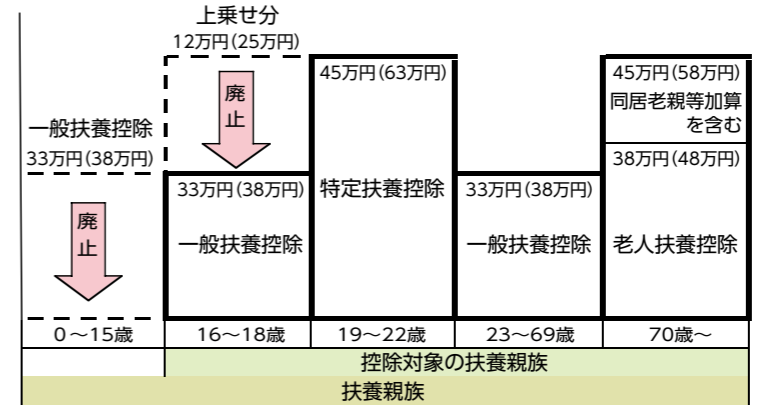 上乗せ分
12万円(25万円)
廃止
一般扶養控除
33万円(38万円)
廃止
33万円(38万円)
一般扶養控除
45万円(63万円)
特定扶養控除
33万円(38万円)
一般扶養控除
45万円(58万円)
同居老親等加算
を含む
38万円(48万円)
老人扶養控除
0～15歳
16～18歳
19～22歳
23～69歳
70歳～
控除対象の扶養親族
扶養親族